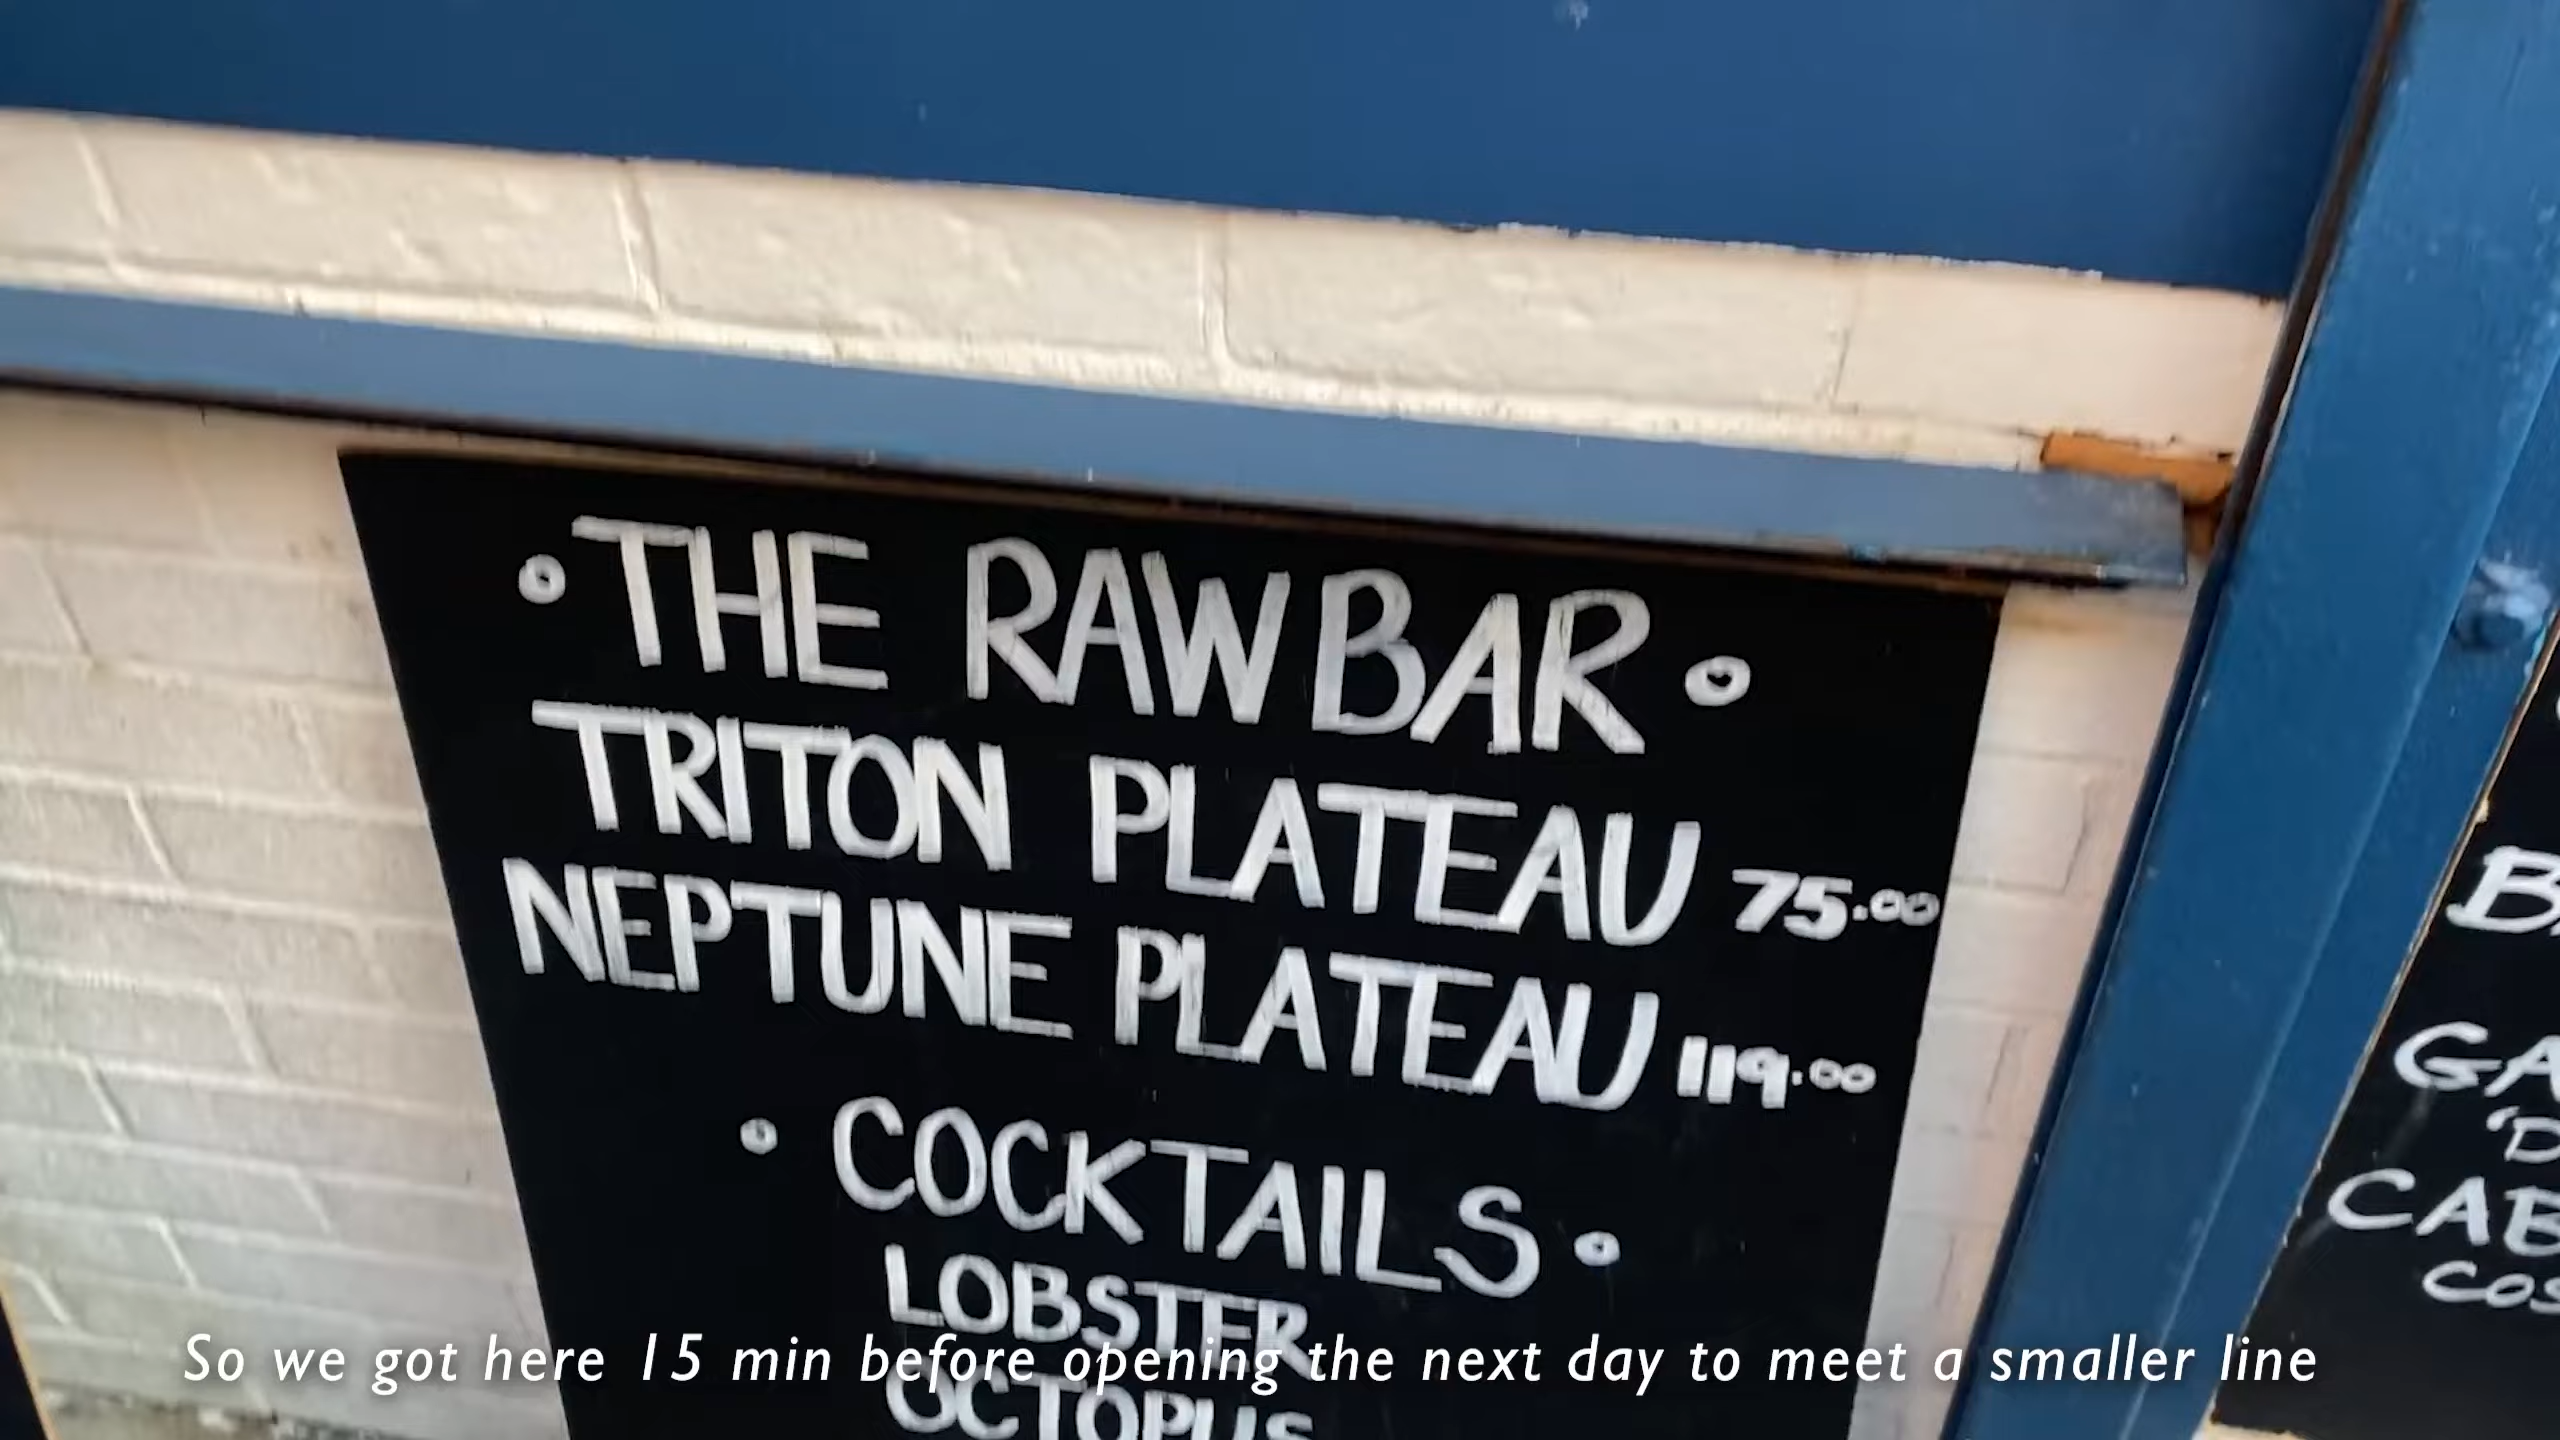 THE RAW BAR
TRITON PLATEAU 75.00
NEPTUNE PLATEAU 119.00
COCKTAILS
LOBSTER
OCTOPUS
So we got here 15 min before opening the next day to meet a smaller line